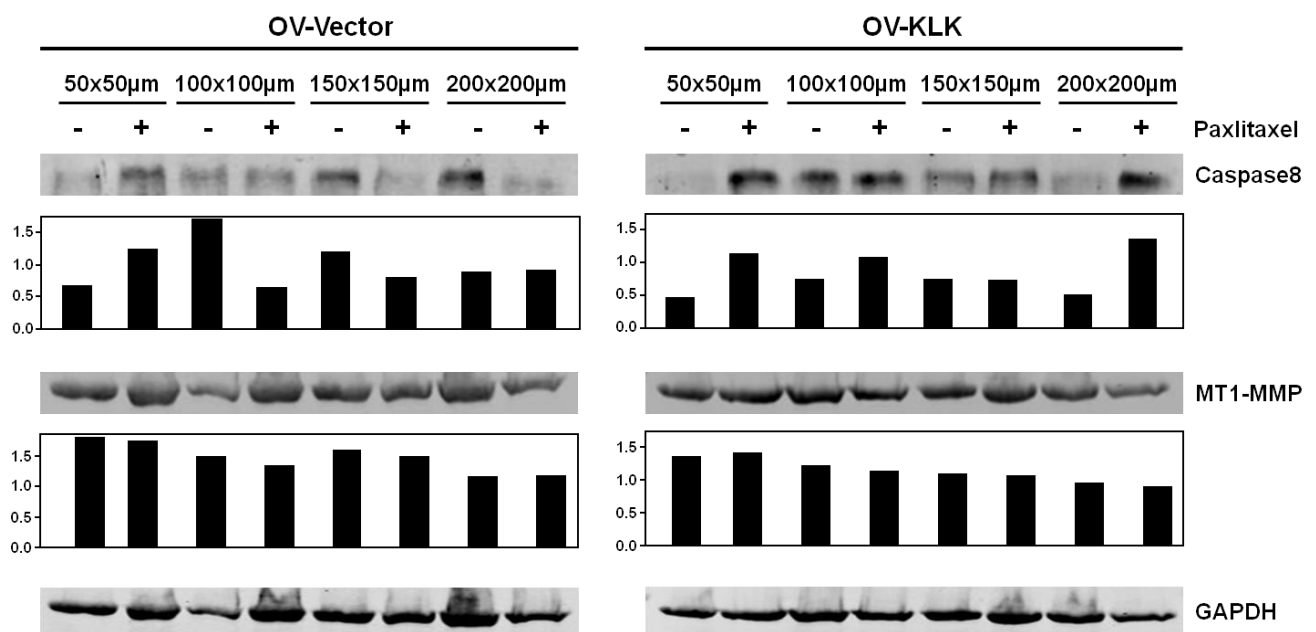 OV-Vector OV-KLK
50x50µm 100x100µm 150x150µm 200x200µm 50x50µm 100x100µm 150x150µm 200x200µm
- + - + - + - + - + - + - + - + Paxlitaxel
Caspase8
1.5
1.0
0.5
0.0
1.5
1.0
0.5
0.0
MT1-MMP
1.5
1.0
0.5
0.0
1.5
1.0
0.5
0.0
GAPDH